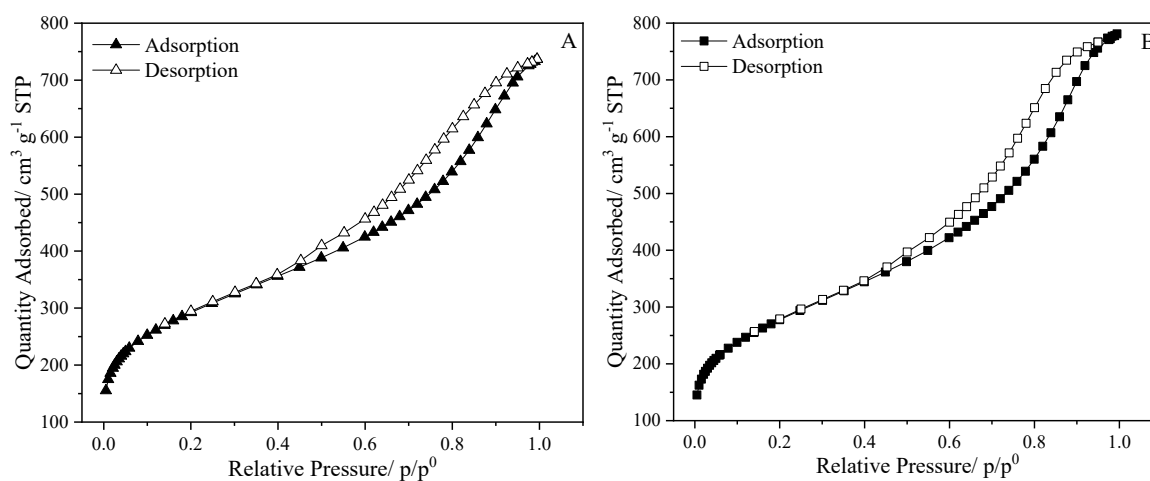 A
Adsorption
Desorption
800
700
600
500
400
300
200
100
0.0 0.2 0.4 0.6 0.8 1.0
Quantity Adsorbed/ cm³ g⁻¹ STP
Relative Pressure/ p/p⁰
B
Adsorption
Desorption
800
700
600
500
400
300
200
100
0.0 0.2 0.4 0.6 0.8 1.0
Quantity Adsorbed/ cm³ g⁻¹ STP
Relative Pressure/ p/p⁰